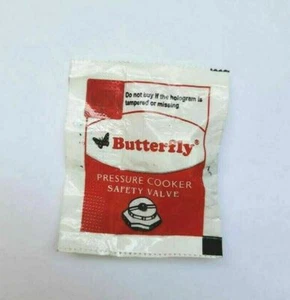 Do not buy if the hologram is
tampered or missing
Butterfly®
PRESSURE COOKER
SAFETY VALVE